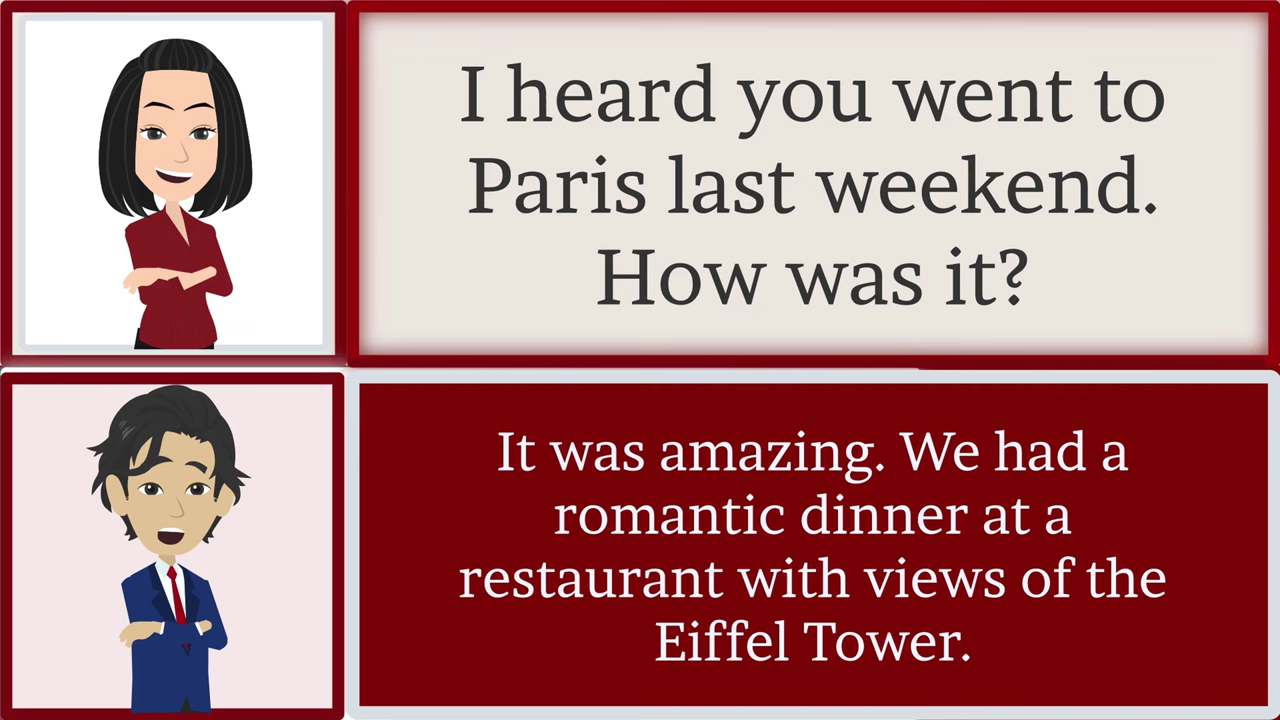 I heard you went to
Paris last weekend.
How was it?
It was amazing. We had a
romantic dinner at a
restaurant with views of the
Eiffel Tower.